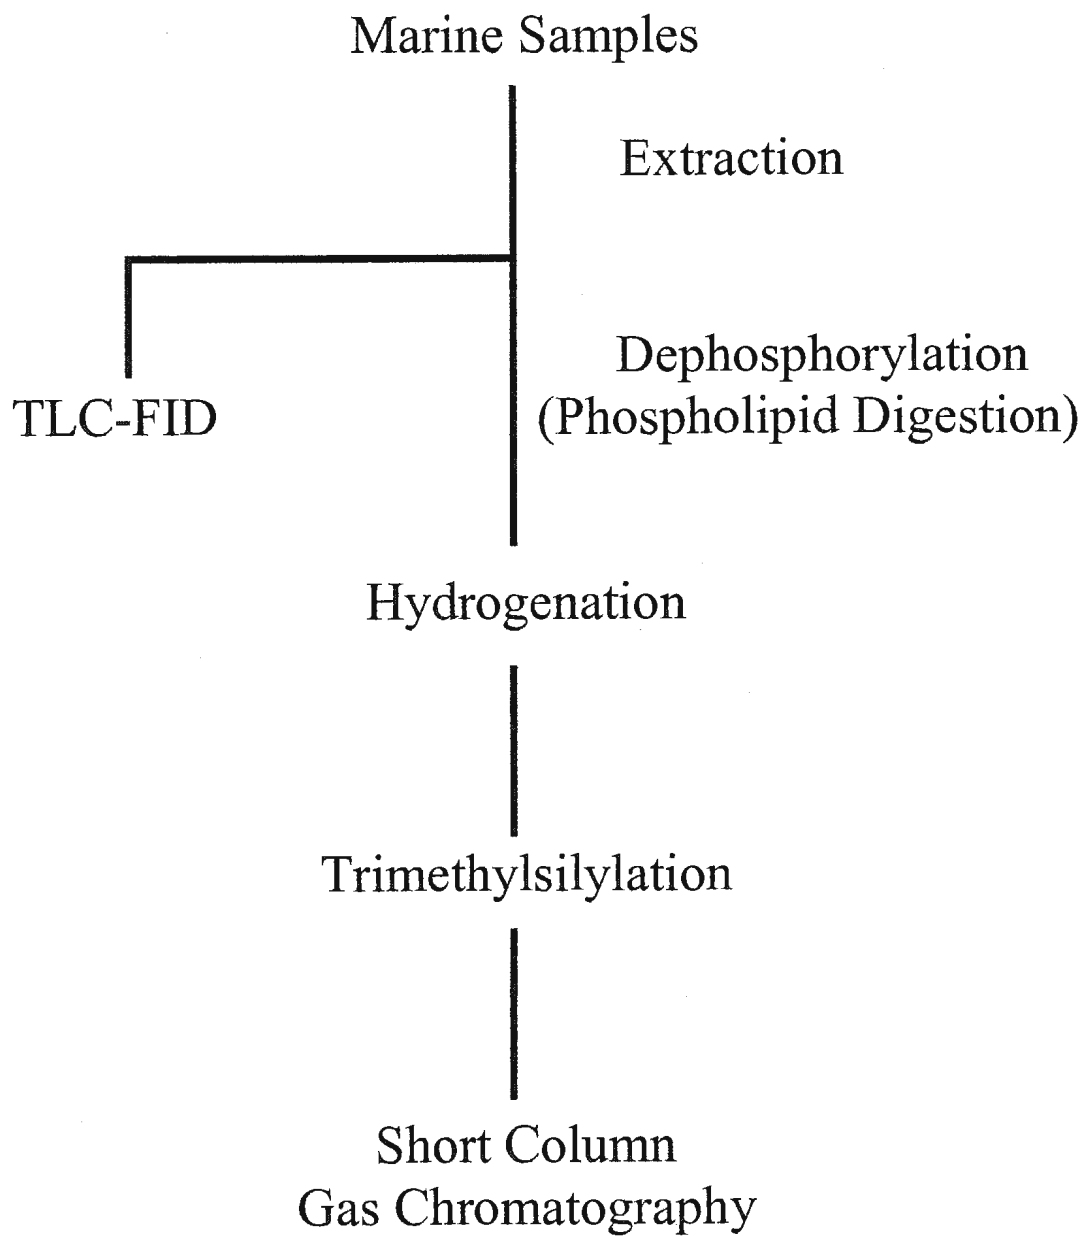 Marine Samples
Extraction
Dephosphorylation
(Phospholipid Digestion)
TLC-FID
Hydrogenation
Trimethylsilylation
Short Column
Gas Chromatography